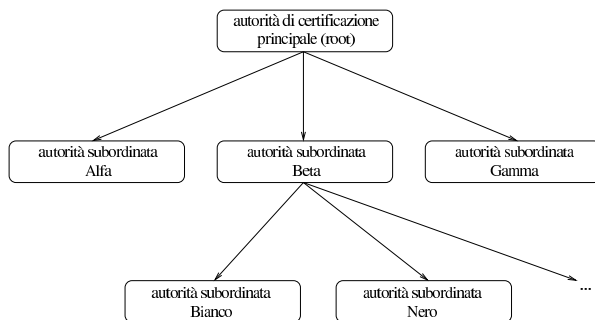 autorità di certificazione
principale (root)
autorità subordinata
Alfa
autorità subordinata
Beta
autorità subordinata
Gamma
autorità subordinata
Bianco
autorità subordinata
Nero
...